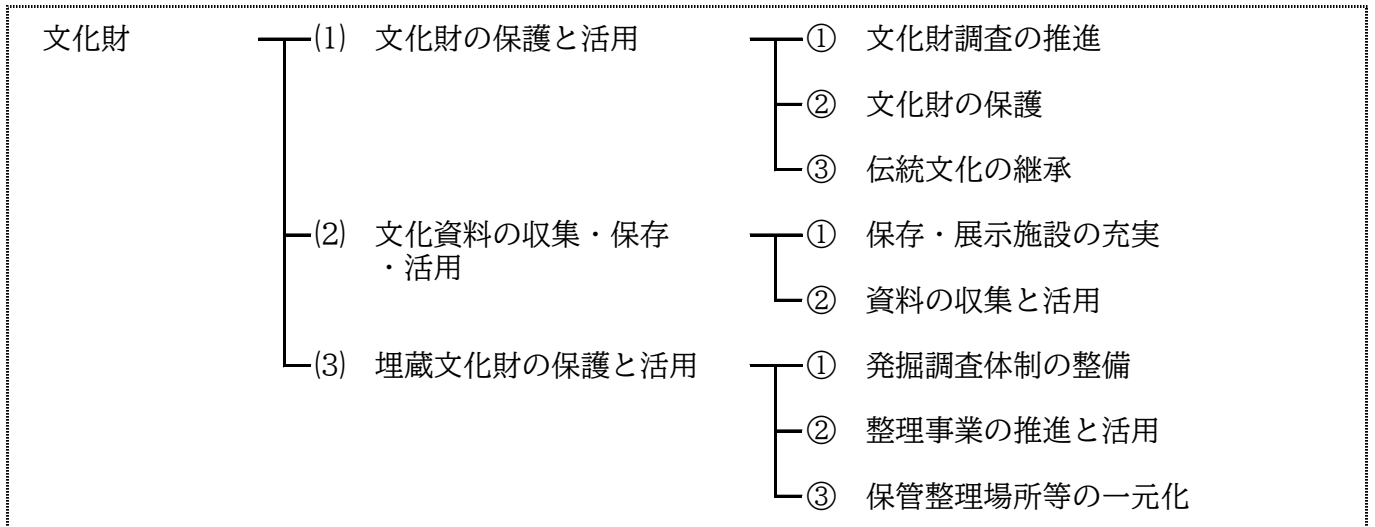 文化財 ⑴ 文化財の保護と活用 ① 文化財調査の推進
② 文化財の保護
③ 伝統文化の継承
⑵ 文化資料の収集・保存 ① 保存・展示施設の充実
・活用
② 資料の収集と活用
⑶ 埋蔵文化財の保護と活用 ① 発掘調査体制の整備
② 整理事業の推進と活用
③ 保管整理場所等の一元化